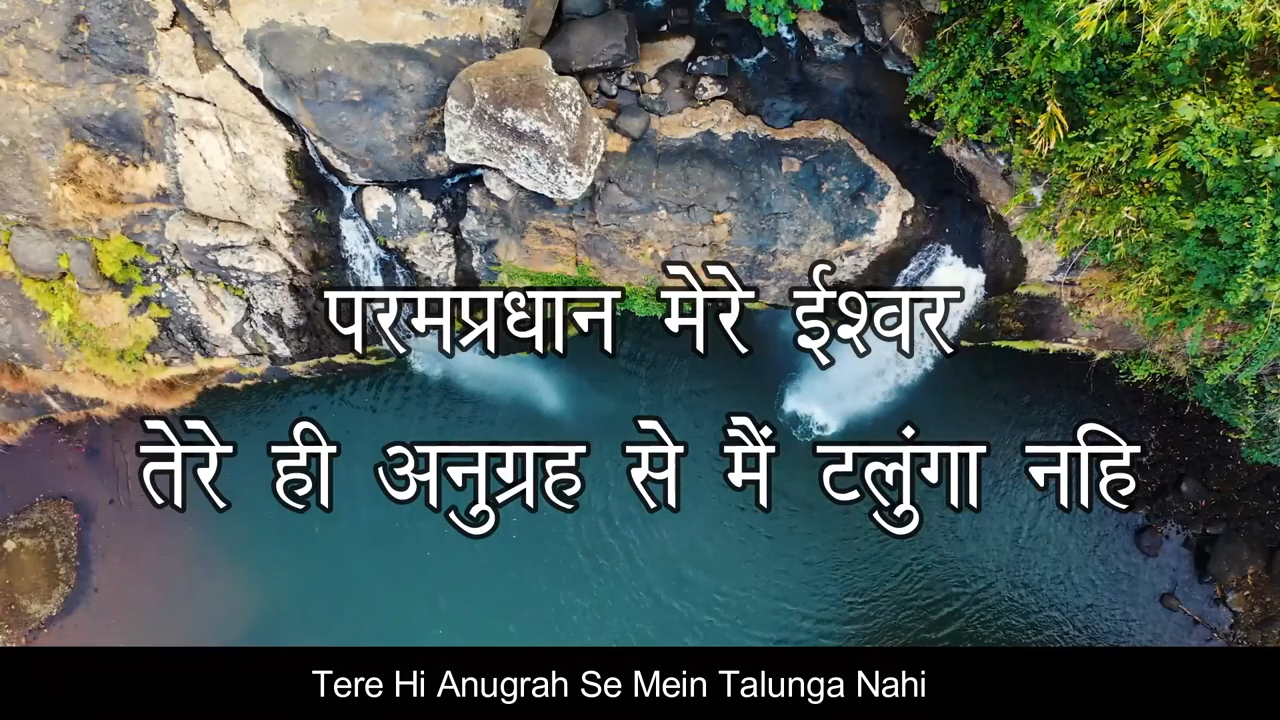 परमप्रधान मेरे ईश्वर
तेरे ही अनुग्रह से मैं टलुंगा नहि
Tere Hi Anugrah Se Mein Talunga Nahi